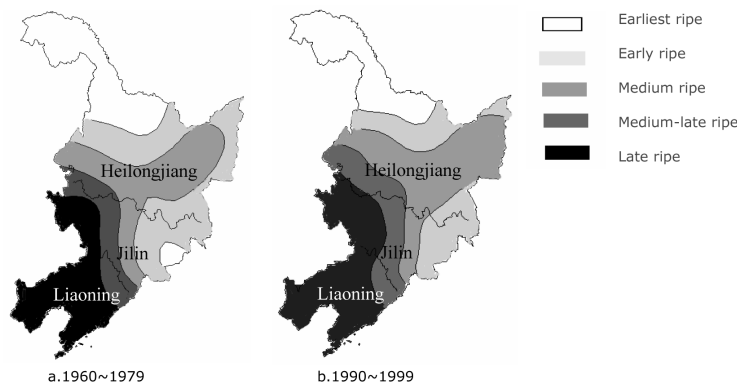 Earliest ripe
Early ripe
Medium ripe
Medium-late ripe
Late ripe
Heilongjiang
Jilin
Liaoning
Heilongjiang
Jilin
Liaoning
a.1960~1979
b.1990~1999